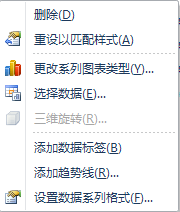 删除(D)
重设以匹配样式(A)
更改系列图表类型(Y)...
选择数据(E)...
三维旋转(R)...
添加数据标签(B)
添加趋势线(R)...
设置数据系列格式(F)...